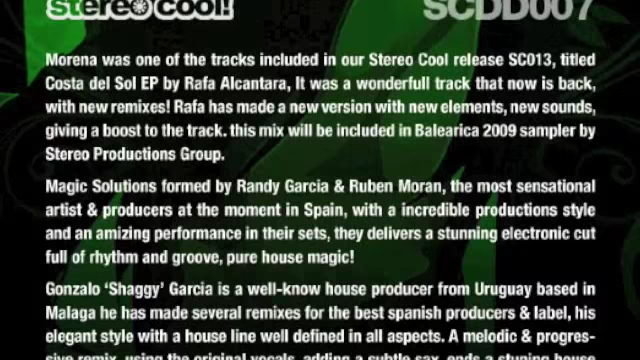 stereo cool! SCDD007
Morena was one of the tracks included in our Stereo Cool release SC013, titled
Costa del Sol EP by Rafa Alcantara, It was a wonderfull track that now is back,
with new remixes! Rafa has made a new version with new elements, new sounds,
giving a boost to the track. this mix will be included in Balearica 2009 sampler by
Stereo Productions Group.
Magic Solutions formed by Randy Garcia & Ruben Moran, the most sensational
artist & producers at the moment in Spain, with a incredible productions style
and an amizing performance in their sets, they delivers a stunning electronic cut
full of rhythm and groove, pure house magic!
Gonzalo ‘Shaggy’ Garcia is a well-know house producer from Uruguay based in
Malaga he has made several remixes for the best spanish producers & label, his
elegant style with a house line well defined in all aspects. A melodic & progres-
sive remix, using the original vocals, adding a subtle sax, ends a stuning house